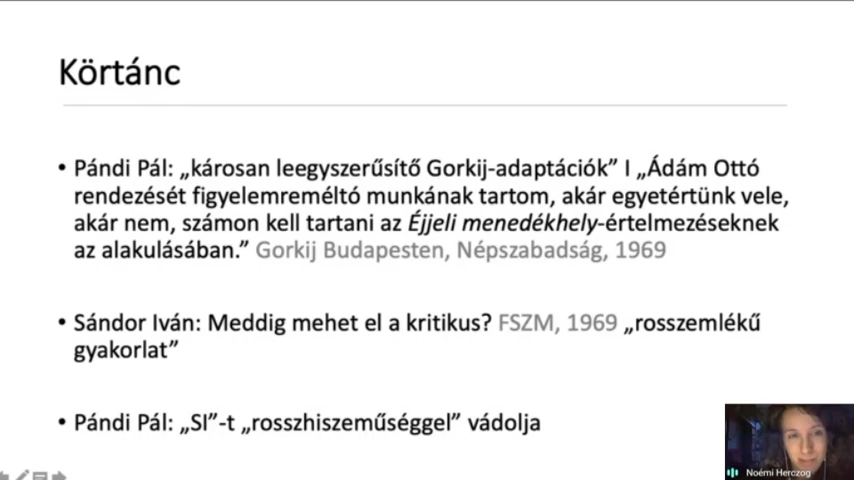 Körtánc
• Pándi Pál: „károsan leegyszerűsítő Gorkij-adaptációk” I „Ádám Ottó
rendezését figyelemreméltó munkának tartom, akár egyetértünk vele,
akár nem, számon kell tartani az Éjjeli menedékhely-értelmezéseknek
az alakulásában.” Gorkij Budapesten, Népszabadság, 1969
• Sándor Iván: Meddig mehet el a kritikus? FSZM, 1969 „rosszemlékű
gyakorlat”
• Pándi Pál: „SI”-t „rosszhiszeműséggel” vádolja
Noémi Herczog